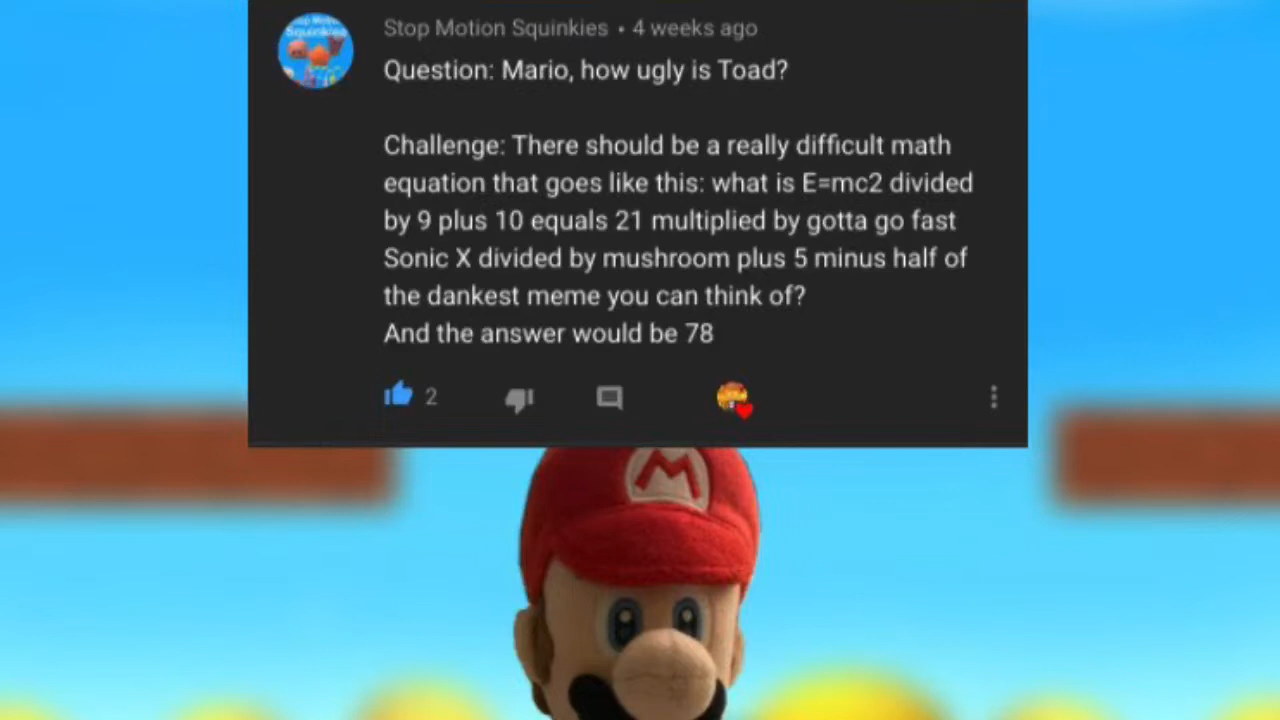 Stop Motion Squinkies • 4 weeks ago
Question: Mario, how ugly is Toad?
Challenge: There should be a really difficult math
equation that goes like this: what is E=mc2 divided
by 9 plus 10 equals 21 multiplied by gotta go fast
Sonic X divided by mushroom plus 5 minus half of
the dankest meme you can think of?
And the answer would be 78
2
M